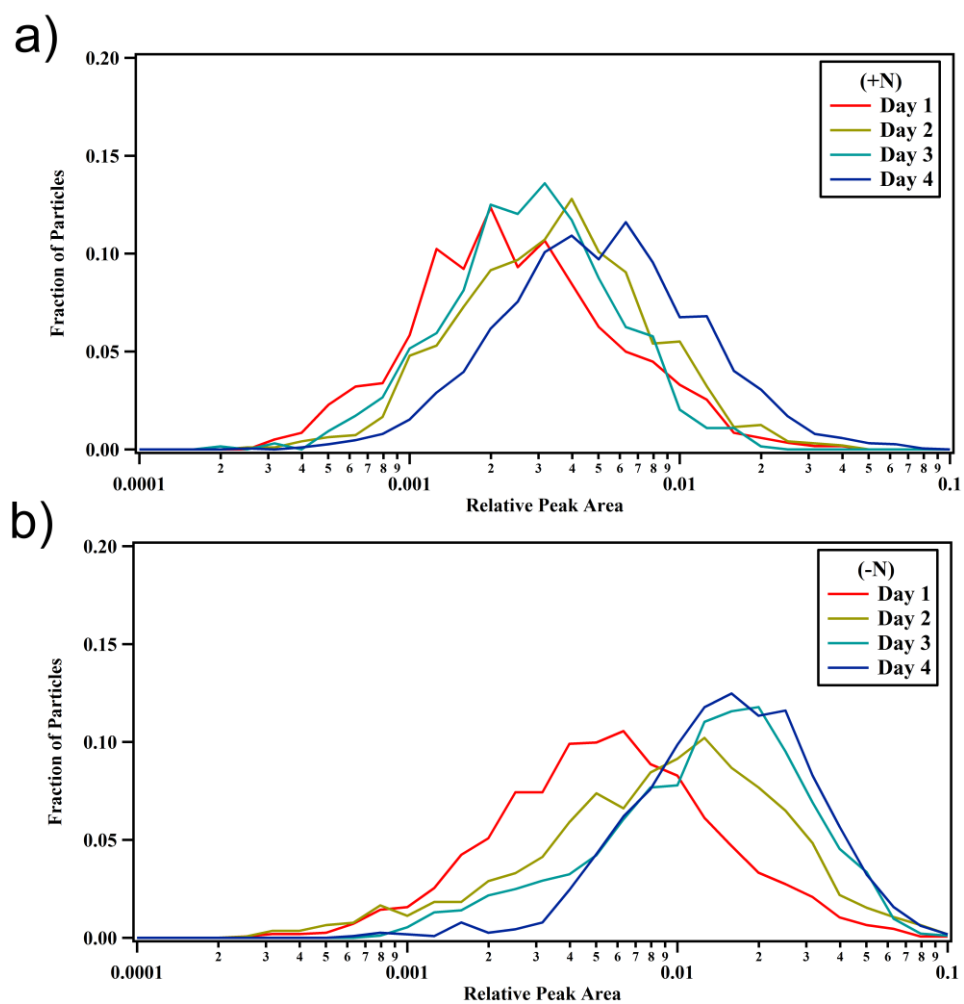 a)
0.20
0.15
0.10
0.05
0.00
Fraction of Particles
(+N)
Day 1
Day 2
Day 3
Day 4
2 3 4 5 6 7 8 9 2 3 4 5 6 7 8 9 2 3 4 5 6 7 8 9
0.0001 0.001 0.01 0.1
Relative Peak Area
b)
0.20
0.15
0.10
0.05
0.00
Fraction of Particles
(-N)
Day 1
Day 2
Day 3
Day 4
2 3 4 5 6 7 8 9 2 3 4 5 6 7 8 9 2 3 4 5 6 7 8 9
0.0001 0.001 0.01 0.1
Relative Peak Area